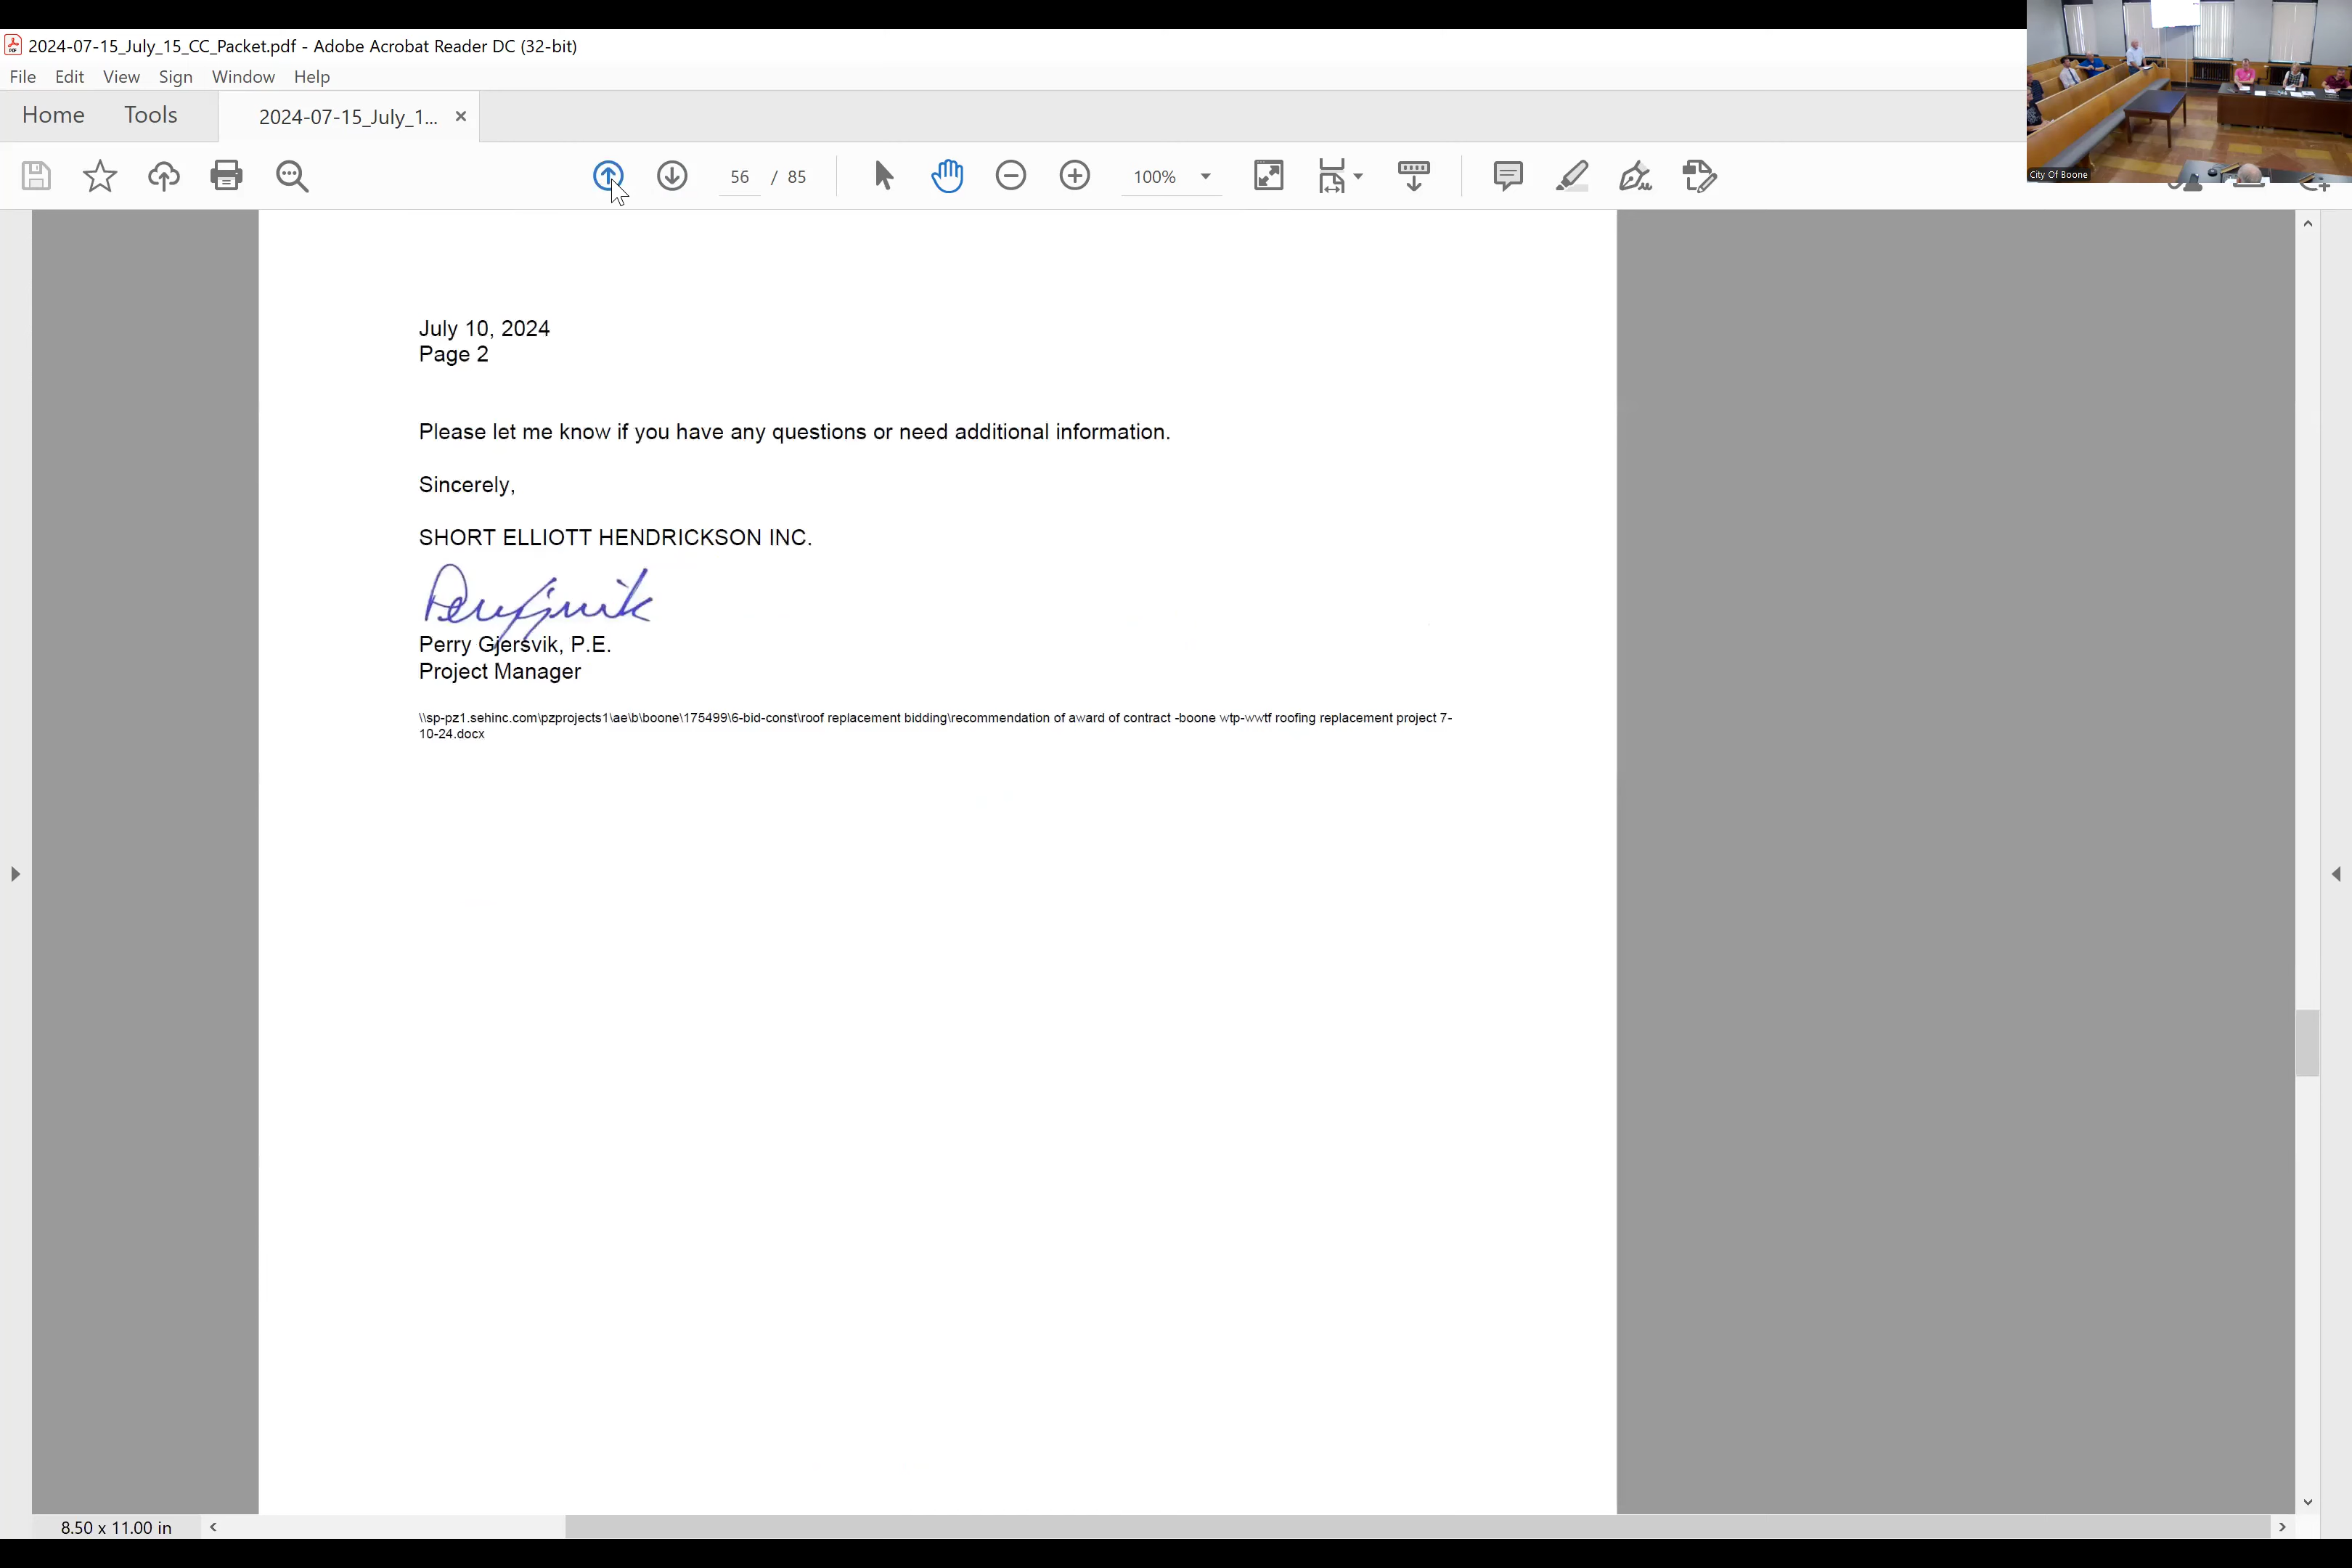 2024-07-15_July_15_CC_Packet.pdf - Adobe Acrobat Reader DC (32-bit)
File Edit View Sign Window Help
Home Tools 2024-07-15_July_1... ×
56 / 85 100%
City Of Boone
July 10, 2024
Page 2
Please let me know if you have any questions or need additional information.
Sincerely,
SHORT ELLIOTT HENDRICKSON INC.
Perry Gjersvik, P.E.
Project Manager
\\sp-pz1.sehinc.com\pzprojects1\ae\b\boone\175499\6-bid-const\roof replacement bidding\recommendation of award of contract -boone wtp-wwtf roofing replacement project 7-
10-24.docx
8.50 x 11.00 in